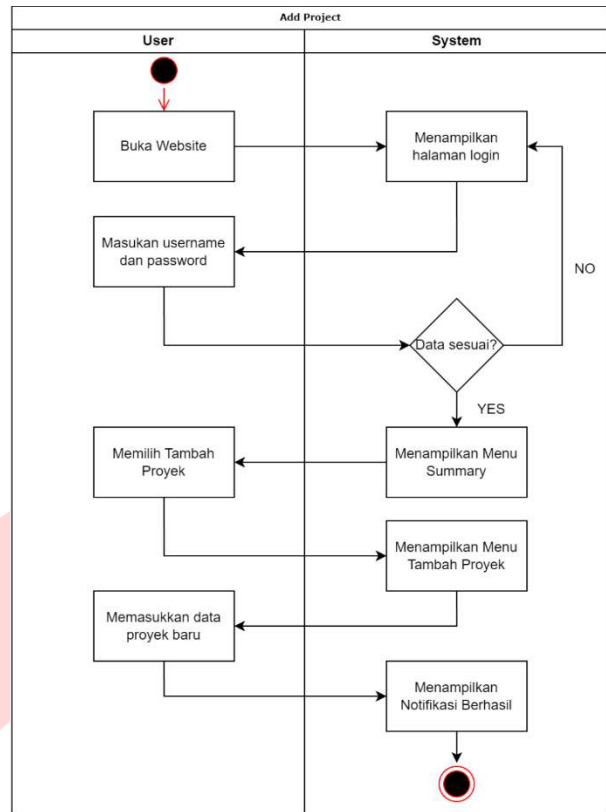 Add Project
User
System
Buka Website
Menampilkan
halaman login
Masukan username
dan password
NO
Data sesuai?
YES
Memilih Tambah
Proyek
Menampilkan Menu
Summary
Menampilkan Menu
Tambah Proyek
Memasukkan data
proyek baru
Menampilkan
Notifikasi Berhasil